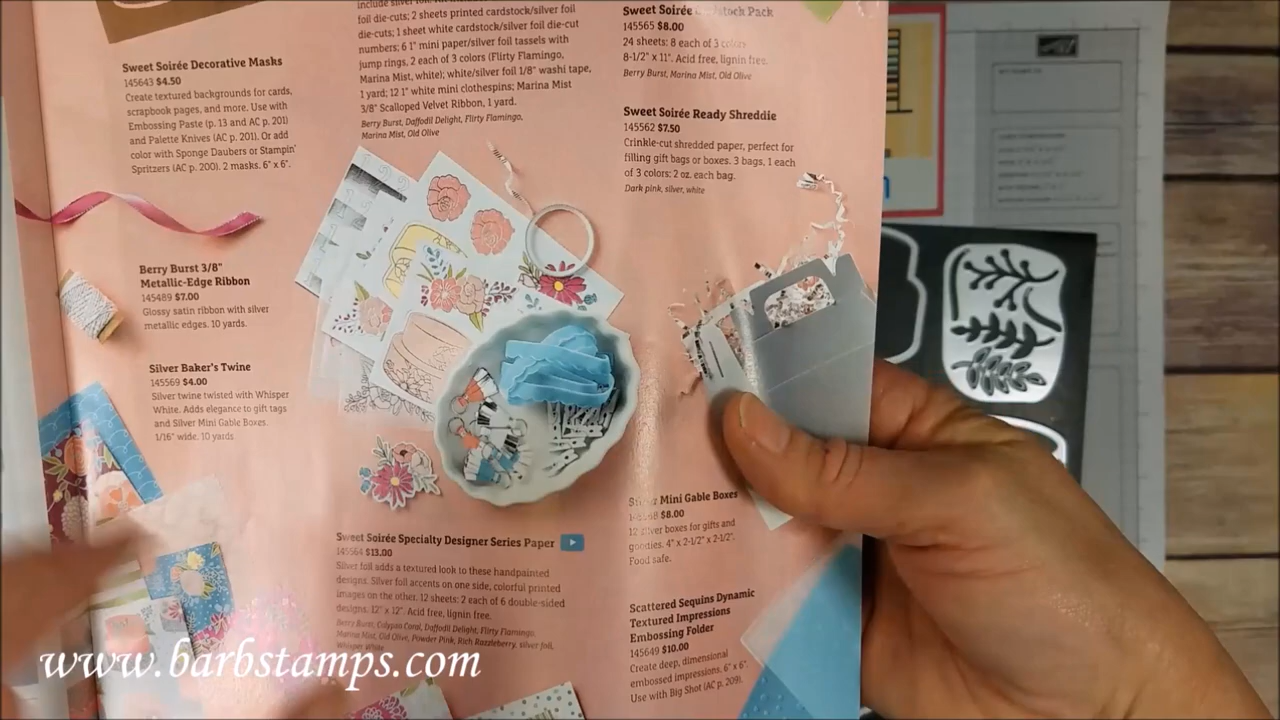 Sweet Soirée Decorative Masks
145643 $4.50
Create textured backgrounds for cards,
scrapbook pages, and more. Use with
Embossing Paste (p. 13 and AC p. 201)
and Palette Knives (AC p. 201). Or add
color with Sponge Daubers or Stampin'
Spritzers (AC p. 200). 2 masks. 6" x 6".
Berry Burst 3/8"
Metallic-Edge Ribbon
145489 $7.00
Glossy satin ribbon with silver
metallic edges. 10 yards.
Silver Baker's Twine
145569 $4.00
Silver twine twisted with Whisper
White. Adds elegance to gift tags
and Silver Mini Gable Boxes.
1/16" wide. 10 yards
foil die-cuts; 2 sheets printed cardstock/silver foil
die-cuts; 1 sheet white cardstock/silver foil die-cut
numbers; 6 1" mini paper/silver foil tassels with
jump rings, 2 each of 3 colors (Flirty Flamingo,
Marina Mist, white); white/silver foil 1/8" washi tape,
1 yard; 12 1" white mini clothespins; Marina Mist
3/8" Scalloped Velvet Ribbon, 1 yard.
Berry Burst, Daffodil Delight, Flirty Flamingo,
Marina Mist, Old Olive
Sweet Soirée Specialty Designer Series Paper
145564 $13.00
Silver foil adds a textured look to these handpainted
designs. Silver foil accents on one side, colorful printed
images on the other. 12 sheets: 2 each of 6 double-sided
designs. 12" x 12". Acid free, lignin free.
Berry Burst, Calypso Coral, Daffodil Delight, Flirty Flamingo,
Marina Mist, Old Olive, Powder Pink, Rich Razzleberry, silver foil,
Whisper White
Sweet Soirée Pack
145565 $8.00
24 sheets: 8 each of 3 colors
8-1/2" x 11". Acid free, lignin free.
Berry Burst, Marina Mist, Old Olive
Sweet Soirée Ready Shreddie
145562 $7.50
Crinkle-cut shredded paper, perfect for
filling gift bags or boxes. 3 bags, 1 each
of 3 colors; 2 oz. each bag.
Dark pink, silver, white
Mini Gable Boxes
$8.00
12 silver boxes for gifts and
goodies. 4" x 2-1/2" x 2-1/2".
Food safe.
Scattered Sequins Dynamic
Textured Impressions
Embossing Folder
145649 $10.00
Create deep, dimensional
embossed impressions. 6" x 6".
Use with Big Shot (AC p. 209).
www.barbstamps.com